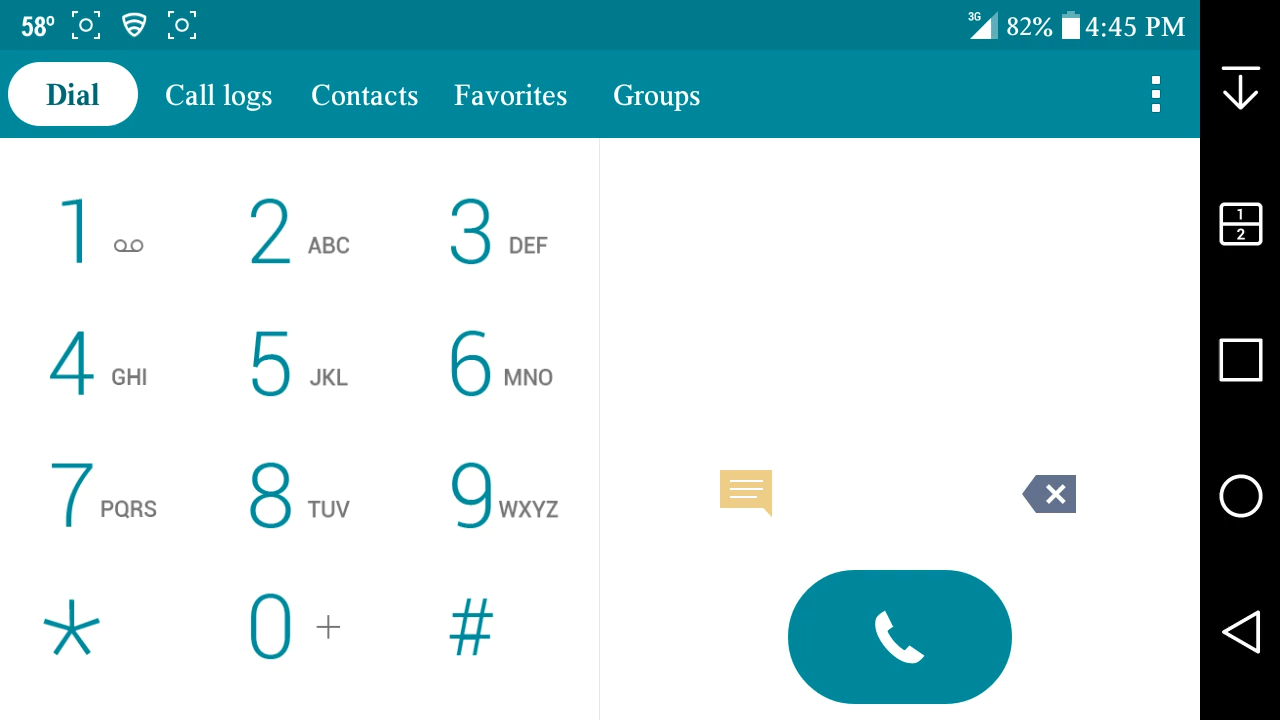 58º 3G 82% 4:45 PM
Dial Call logs Contacts Favorites Groups
1 2 ABC 3 DEF
4 GHI 5 JKL 6 MNO
7 PQRS 8 TUV 9 WXYZ
* 0 + #
1
2